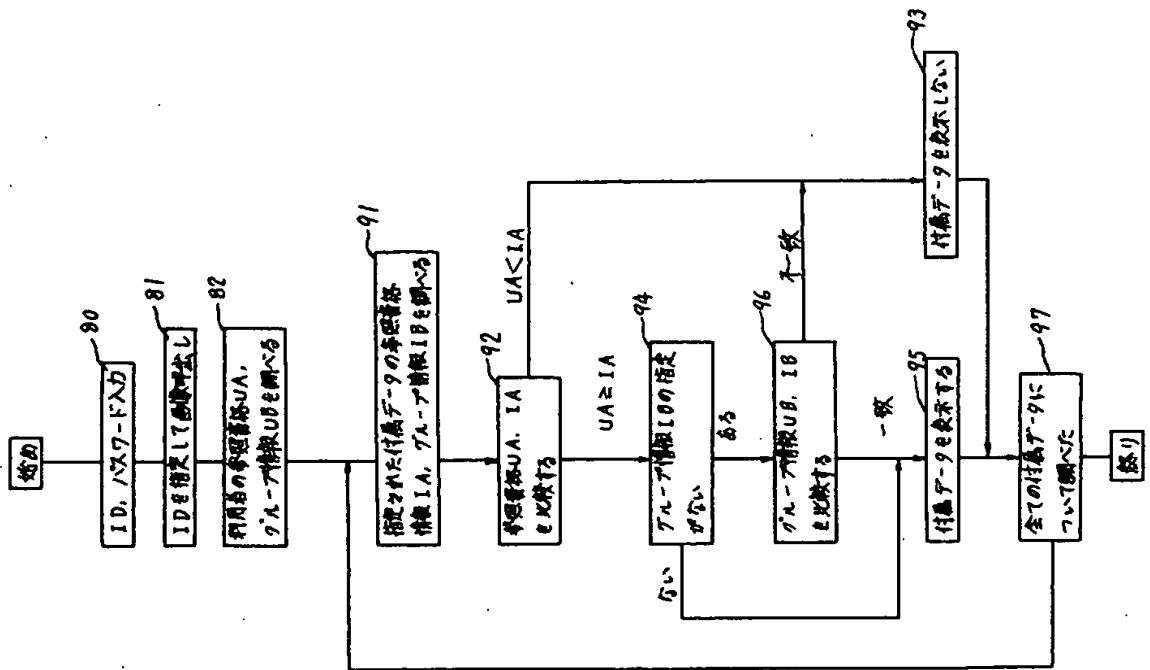 始め
80
ID, パスワード入力
81
IDを指定して画像呼出し
82
利用者の参照資格UA,
グループ情報UBを調べる
91
指定された付属データの参照資格
情報IA, グループ情報IBを調べる
92
参照資格UA, IA
を比較する
UA<IA
UA≧IA
94
グループ情報IBの指定
がない
ない
ある
96
グループ情報UB, IB
を比較する
不一致
一致
93
付属データを表示しない
95
付属データを表示する
97
全ての付属データに
ついて調べた
終り